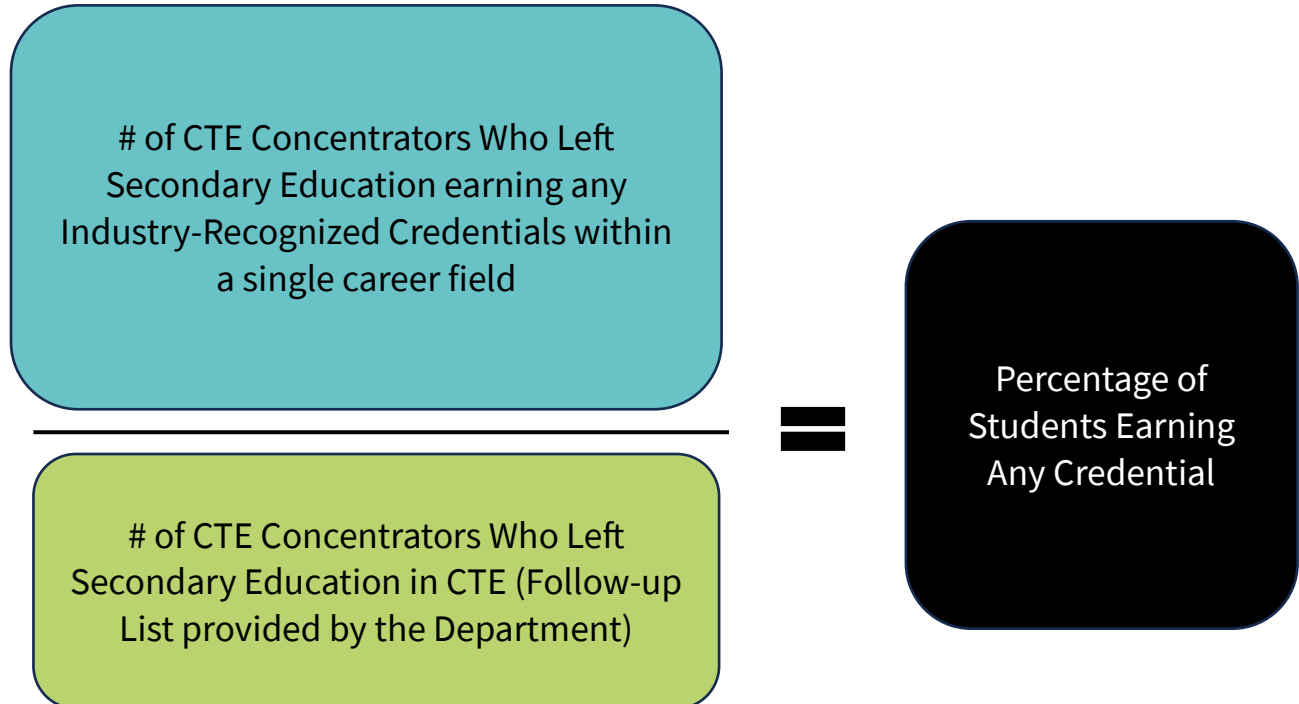 # of CTE Concentrators Who Left
Secondary Education earning any
Industry-Recognized Credentials within
a single career field
# of CTE Concentrators Who Left
Secondary Education in CTE (Follow-up
List provided by the Department)
=
Percentage of
Students Earning
Any Credential